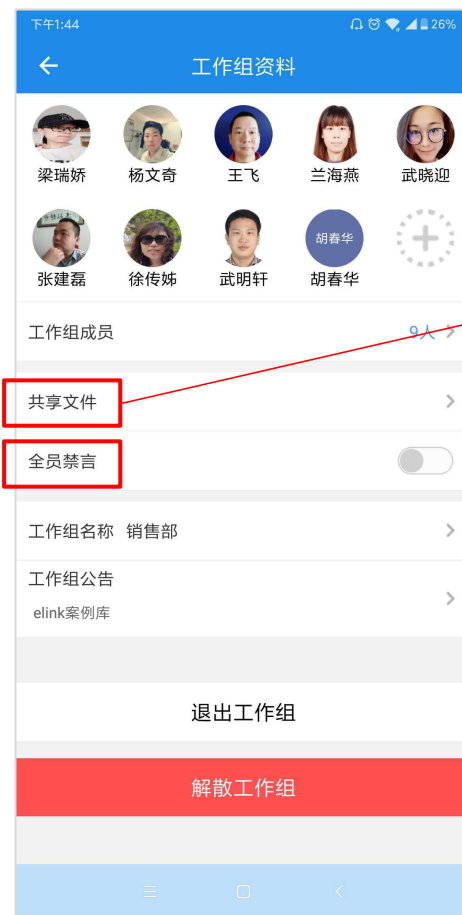 下午1:44 26%
工作组资料
梁瑞娇 杨文奇 王飞 兰海燕 武晓迎
胡春华
张建磊 徐传姊 武明轩 胡春华
工作组成员 9人
共享文件
全员禁言
工作组名称 销售部
工作组公告
elink案例库
退出工作组
解散工作组